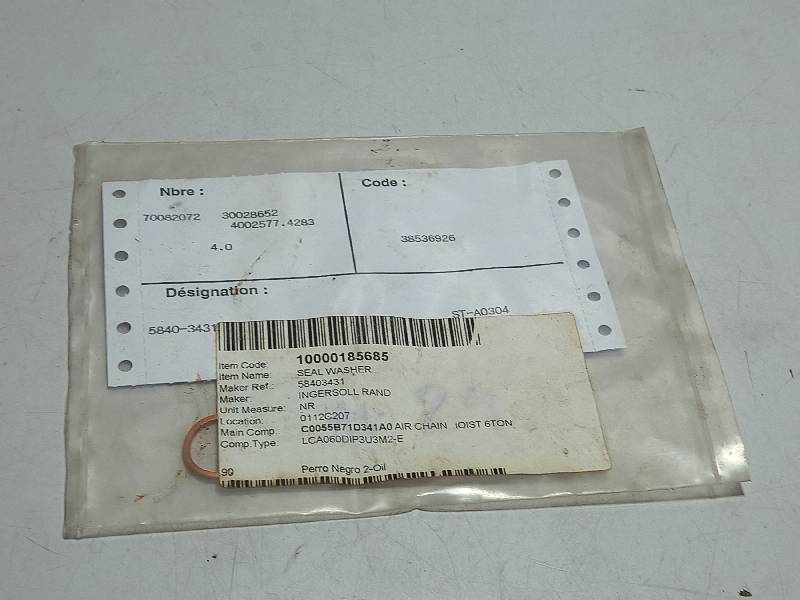 Nbre :
Code :
70082072 30028652
4002577.4283
4.0
38536926
Désignation :
5840-3431
ST-A0304
Item Code: 10000185685
Item Name: SEAL WASHER
Maker Ref.: 58403431
Maker: INGERSOLL RAND
Unit Measure: NR
Location: 0112C207
Main Comp.: C0055B71D341A0 AIR CHAIN IOIST 6TON
Comp.Type: LCA060DIP3U3M2-E
90 Perro Negro 2-Oil